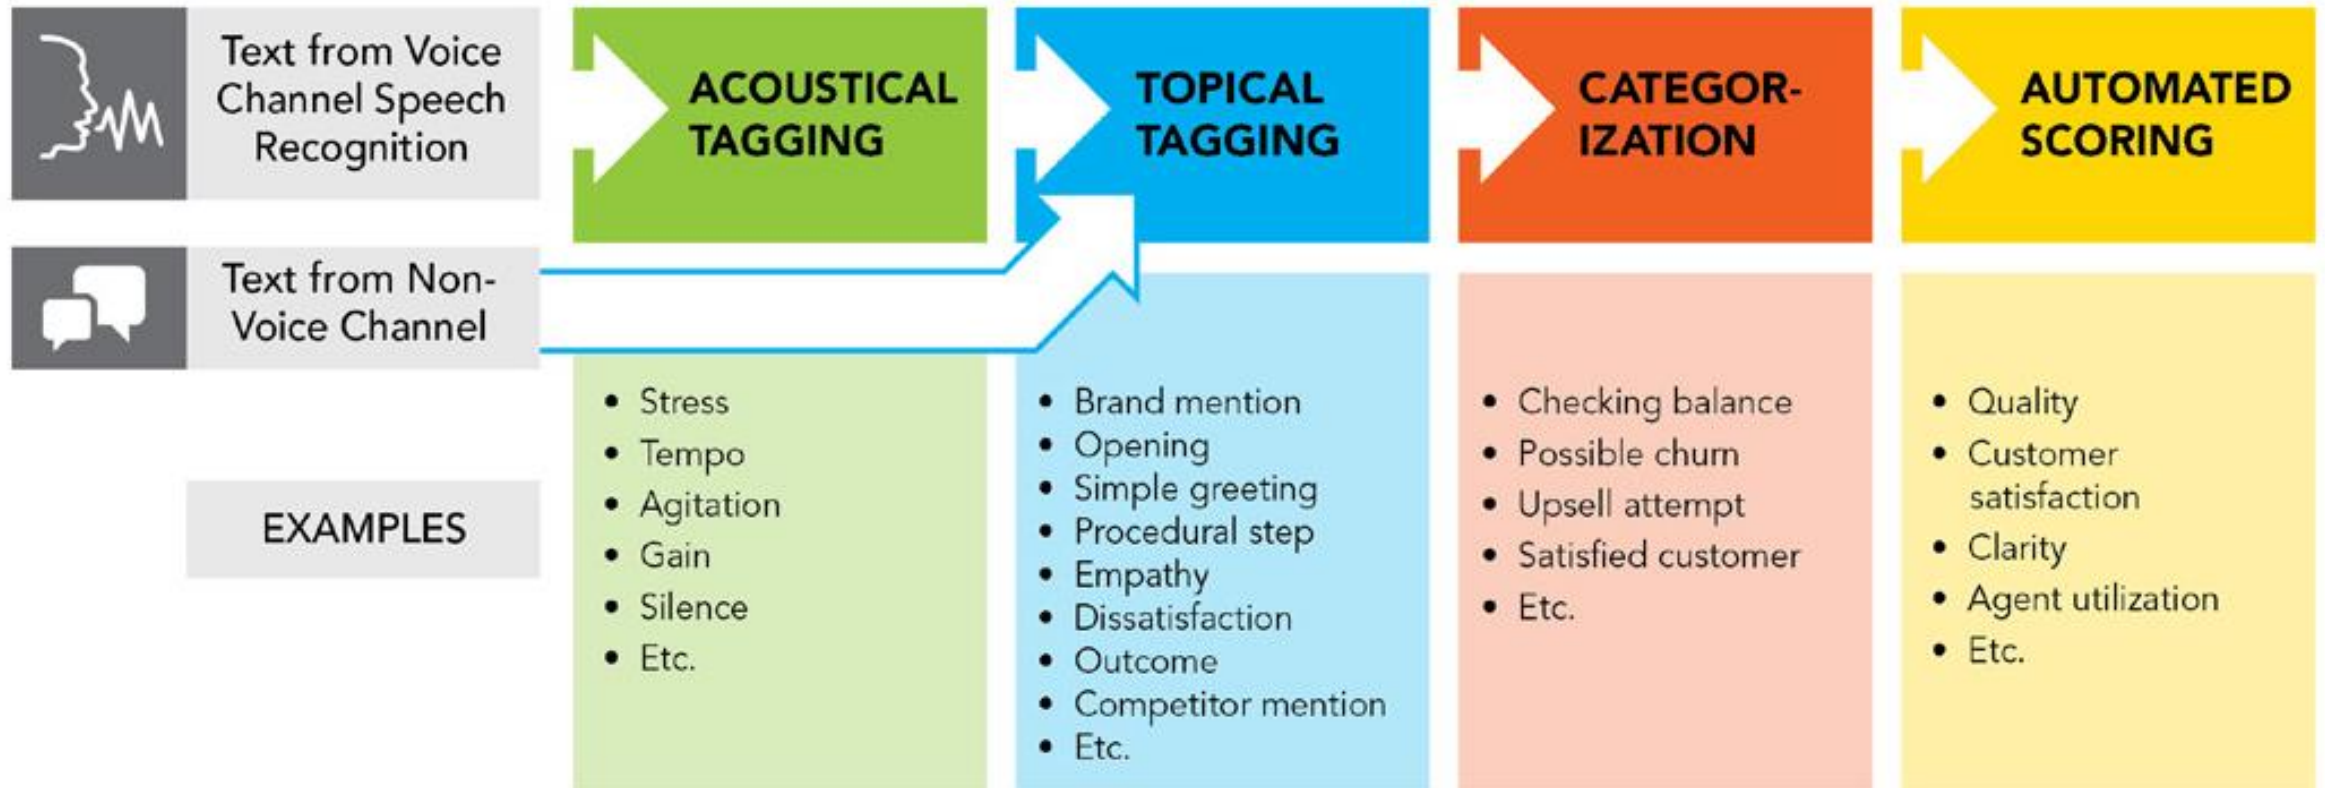 Text from Voice
Channel Speech
Recognition
ACOUSTICAL
TAGGING
TOPICAL
TAGGING
CATEGOR-
IZATION
AUTOMATED
SCORING
Text from Non-
Voice Channel
EXAMPLES
• Stress
• Tempo
• Agitation
• Gain
• Silence
• Etc.
• Brand mention
• Opening
• Simple greeting
• Procedural step
• Empathy
• Dissatisfaction
• Outcome
• Competitor mention
• Etc.
• Checking balance
• Possible churn
• Upsell attempt
• Satisfied customer
• Etc.
• Quality
• Customer
satisfaction
• Clarity
• Agent utilization
• Etc.